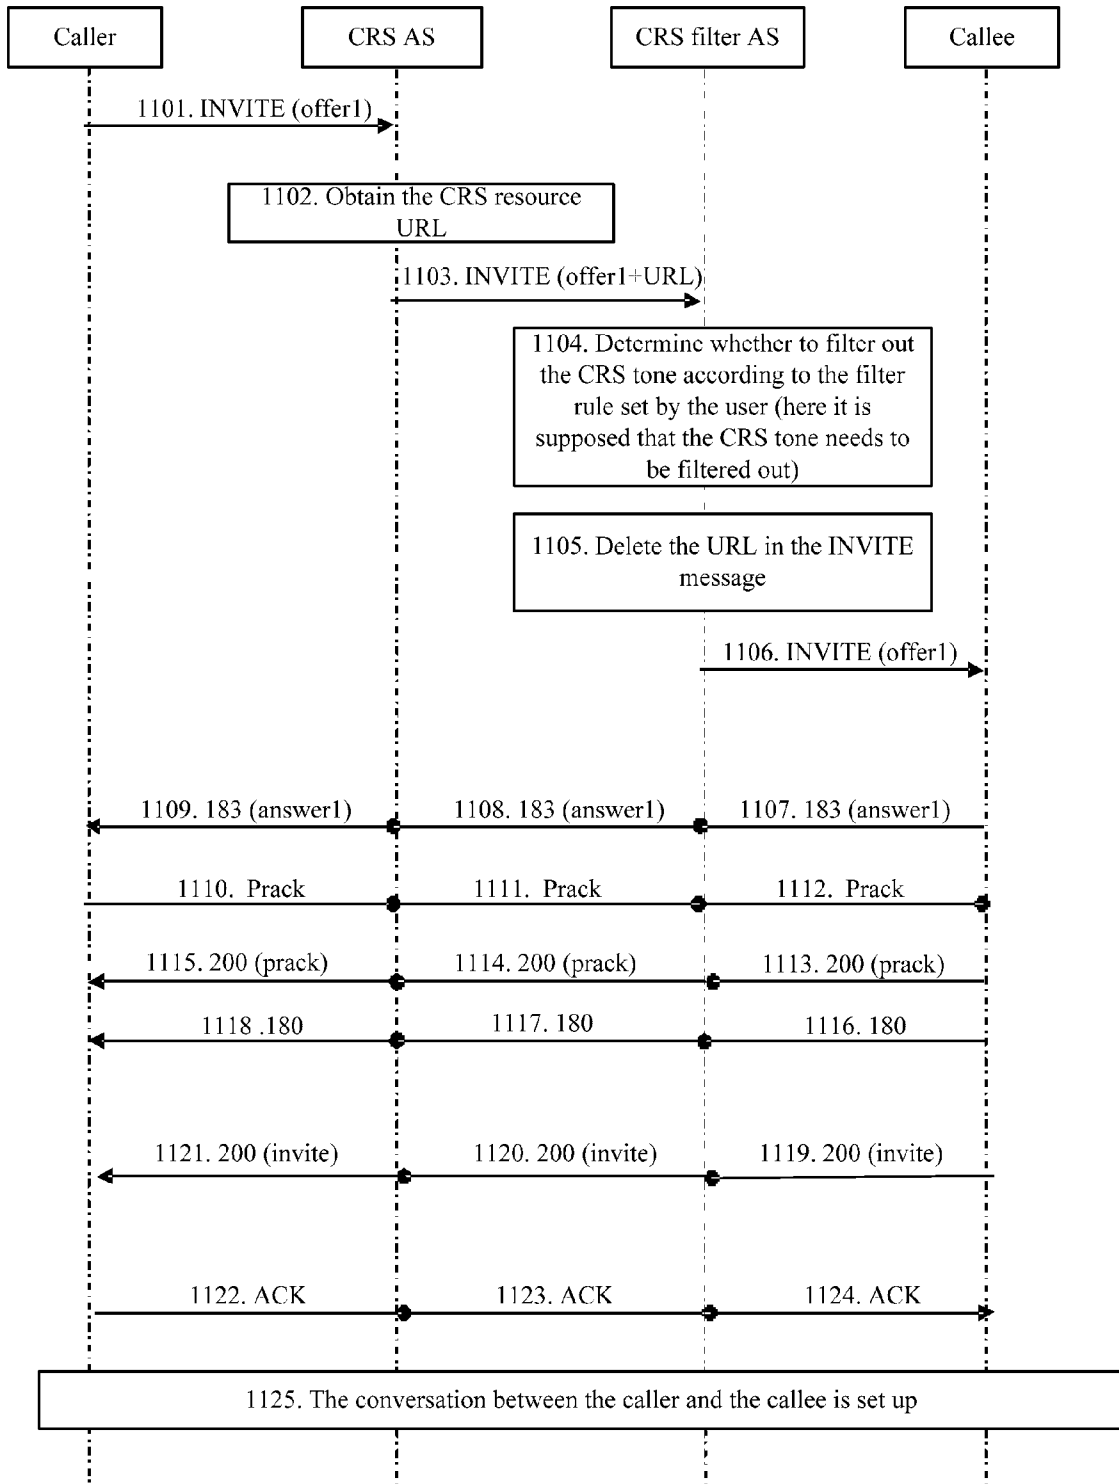 Caller
CRS AS
CRS filter AS
Callee
1101. INVITE (offer1)
1102. Obtain the CRS resource
URL
1103. INVITE (offer1+URL)
1104. Determine whether to filter out
the CRS tone according to the filter
rule set by the user (here it is
supposed that the CRS tone needs to
be filtered out)
1105. Delete the URL in the INVITE
message
1106. INVITE (offer1)
1109. 183 (answer1)
1108. 183 (answer1)
1107. 183 (answer1)
1110. Prack
1111. Prack
1112. Prack
1115. 200 (prack)
1114. 200 (prack)
1113. 200 (prack)
1118 .180
1117. 180
1116. 180
1121. 200 (invite)
1120. 200 (invite)
1119. 200 (invite)
1122. ACK
1123. ACK
1124. ACK
1125. The conversation between the caller and the callee is set up